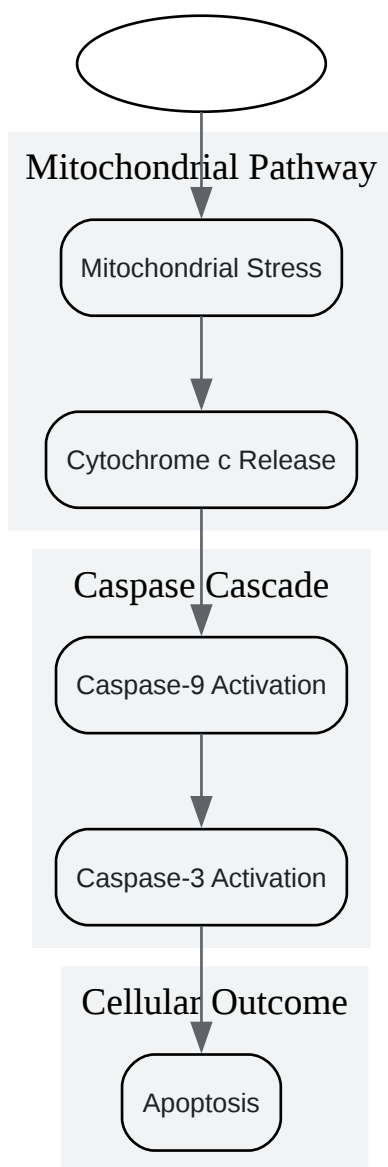 Mitochondrial Pathway
Mitochondrial Stress
Cytochrome c Release
Caspase Cascade
Caspase-9 Activation
Caspase-3 Activation
Cellular Outcome
Apoptosis